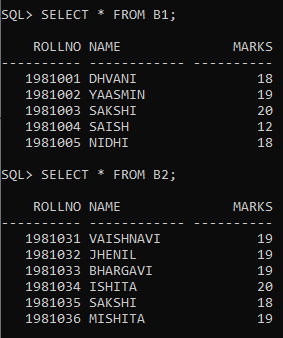 SQL> SELECT * FROM B1;
ROLLNO NAME MARKS
---------- ------------- ----------
1981001 DHVANI 18
1981002 YAASMIN 19
1981003 SAKSHI 20
1981004 SAISH 12
1981005 NIDHI 18
SQL> SELECT * FROM B2;
ROLLNO NAME MARKS
---------- ------------- ----------
1981031 VAISHNAVI 19
1981032 JHENIL 19
1981033 BHARGAVI 19
1981034 ISHITA 20
1981035 SAKSHI 18
1981036 MISHITA 19